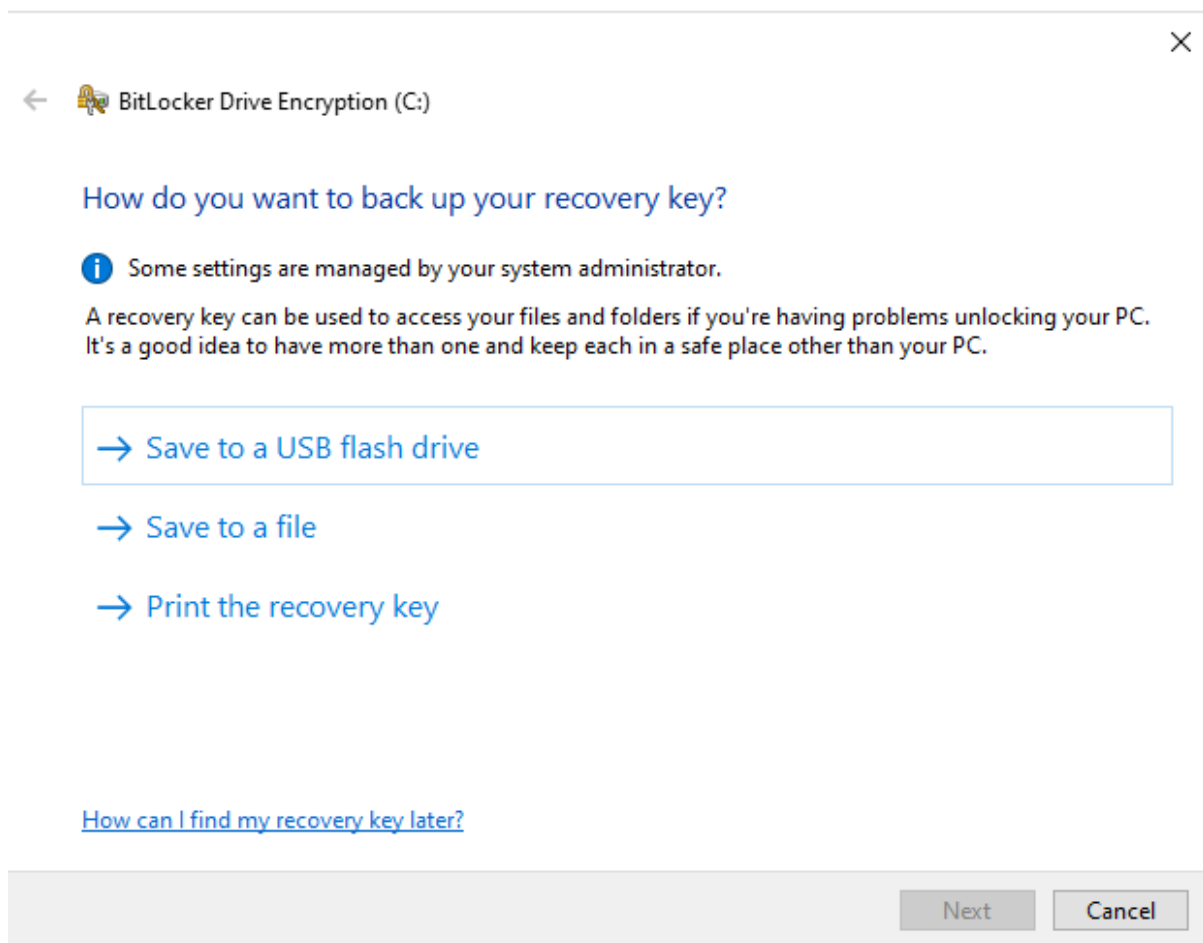 BitLocker Drive Encryption (C:)
How do you want to back up your recovery key?
Some settings are managed by your system administrator.
A recovery key can be used to access your files and folders if you're having problems unlocking your PC.
It's a good idea to have more than one and keep each in a safe place other than your PC.
Save to a USB flash drive
Save to a file
Print the recovery key
How can I find my recovery key later?
Next Cancel